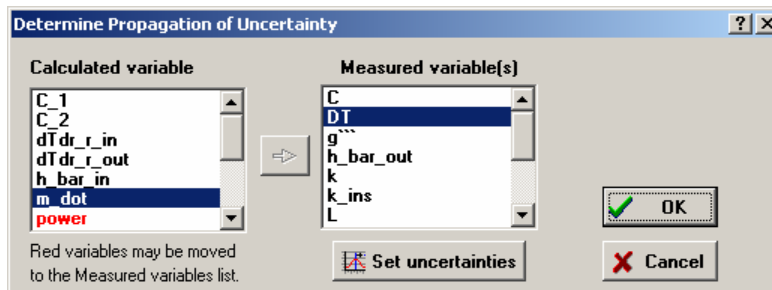 Determine Propagation of Uncertainty
Calculated variable
C_1
C_2
dTdr_r_in
dTdr_r_out
h_bar_in
m_dot
power
Red variables may be moved
to the Measured variables list.
Measured variable(s)
C
DT
g```
h_bar_out
k
k_ins
L
Set uncertainties
OK
Cancel